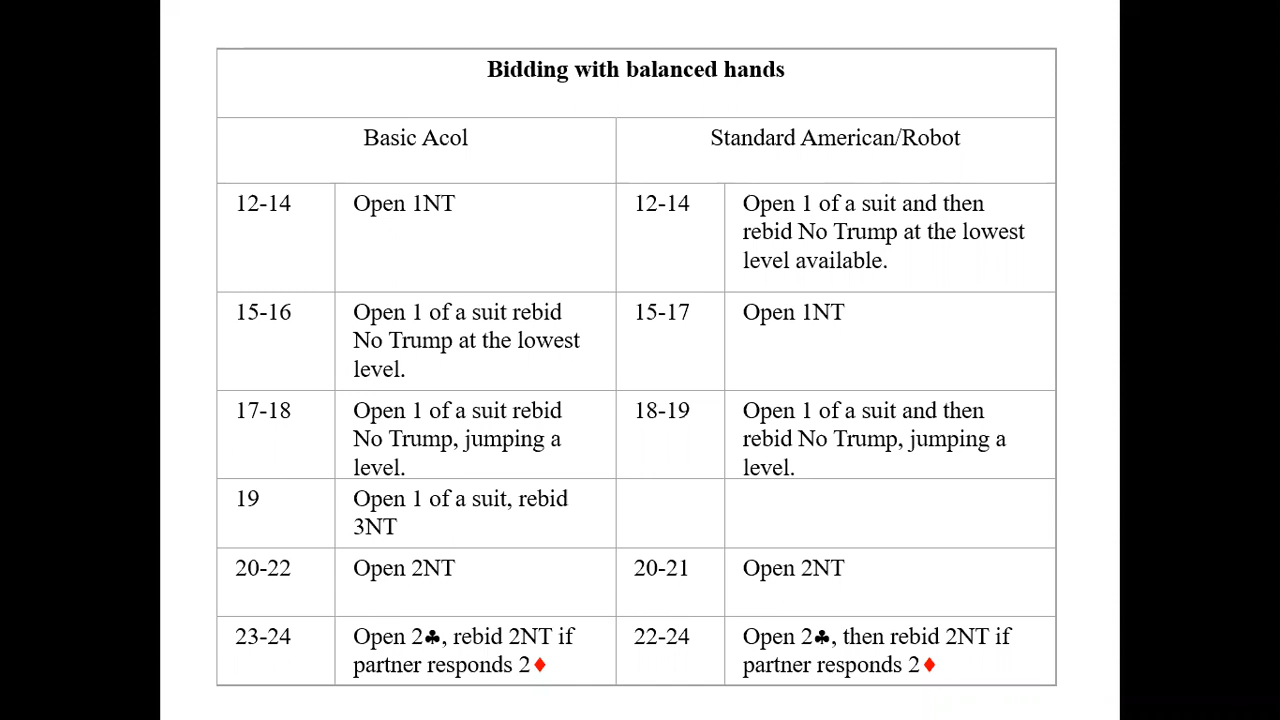 Bidding with balanced hands
Basic Acol
Standard American/Robot
12-14
Open 1NT
12-14
Open 1 of a suit and then
rebid No Trump at the lowest
level available.
15-16
Open 1 of a suit rebid
No Trump at the lowest
level.
15-17
Open 1NT
17-18
Open 1 of a suit rebid
No Trump, jumping a
level.
18-19
Open 1 of a suit and then
rebid No Trump, jumping a
level.
19
Open 1 of a suit, rebid
3NT
20-22
Open 2NT
20-21
Open 2NT
23-24
Open 2♣, rebid 2NT if
partner responds 2♦
22-24
Open 2♣, then rebid 2NT if
partner responds 2♦